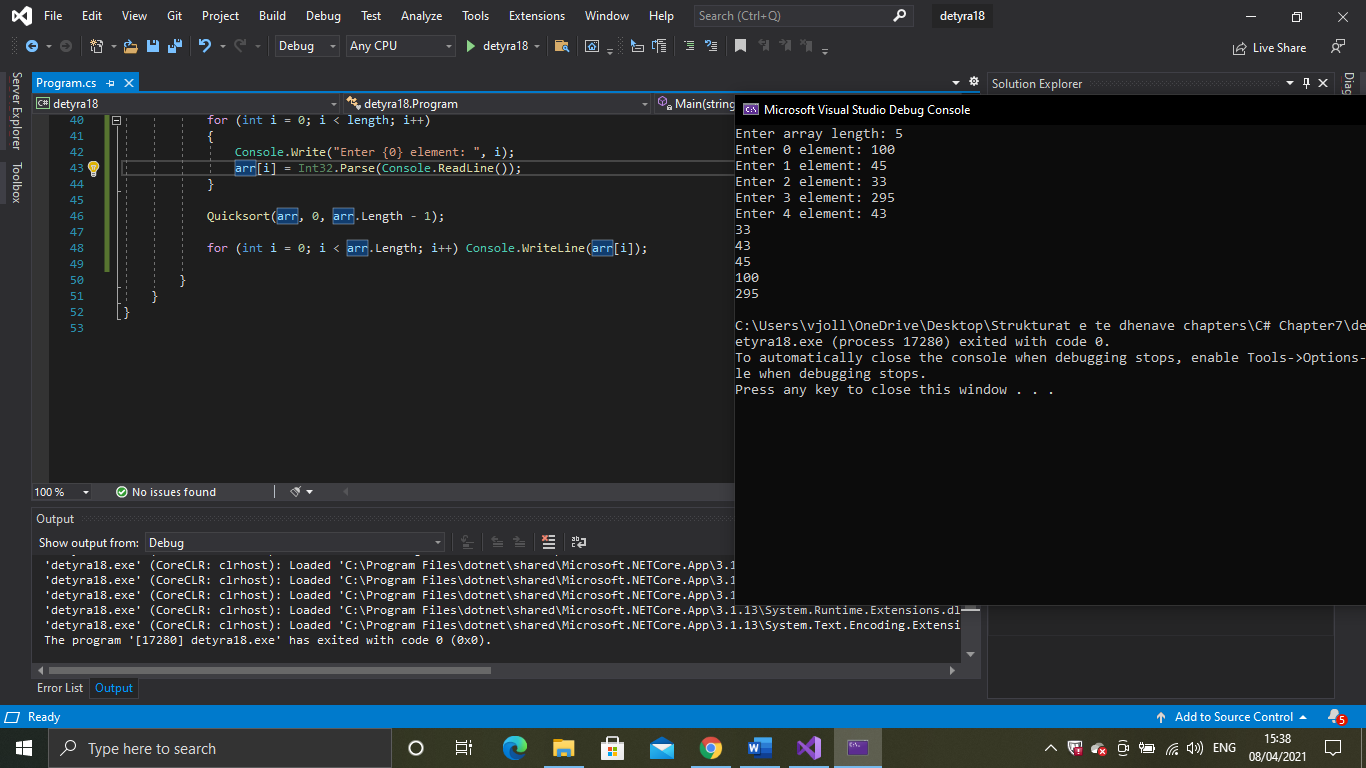 File Edit View Git Project Build Debug Test Analyze Tools Extensions Window Help Search (Ctrl+Q) detyra18
Debug Any CPU detyra18 Live Share
Server Explorer
Toolbox
Program.cs
detyra18 detyra18.Program Main(string
40 for (int i = 0; i < length; i++)
41 {
42 Console.Write("Enter {0} element: ", i);
43 arr[i] = Int32.Parse(Console.ReadLine());
44 }
45
46 Quicksort(arr, 0, arr.Length - 1);
47
48 for (int i = 0; i < arr.Length; i++) Console.WriteLine(arr[i]);
49
50 }
51 }
52 }
53
100 % No issues found
Solution Explorer
Diag
Microsoft Visual Studio Debug Console
Enter array length: 5
Enter 0 element: 100
Enter 1 element: 45
Enter 2 element: 33
Enter 3 element: 295
Enter 4 element: 43
33
43
45
100
295
C:\Users\vjoll\OneDrive\Desktop\Strukturat e te dhenave chapters\C# Chapter7\de
etyra18.exe (process 17280) exited with code 0.
To automatically close the console when debugging stops, enable Tools->Options-
le when debugging stops.
Press any key to close this window . . .
Output
Show output from: Debug
'detyra18.exe' (CoreCLR: clrhost): Loaded 'C:\Program Files\dotnet\shared\Microsoft.NETCore.App\3.1
'detyra18.exe' (CoreCLR: clrhost): Loaded 'C:\Program Files\dotnet\shared\Microsoft.NETCore.App\3.1
'detyra18.exe' (CoreCLR: clrhost): Loaded 'C:\Program Files\dotnet\shared\Microsoft.NETCore.App\3.1
'detyra18.exe' (CoreCLR: clrhost): Loaded 'C:\Program Files\dotnet\shared\Microsoft.NETCore.App\3.1.13\System.Runtime.Extensions.dl
'detyra18.exe' (CoreCLR: clrhost): Loaded 'C:\Program Files\dotnet\shared\Microsoft.NETCore.App\3.1.13\System.Text.Encoding.Extensi
The program '[17280] detyra18.exe' has exited with code 0 (0x0).
Error List Output
Ready Add to Source Control 5
Type here to search ENG 15:38
08/04/2021